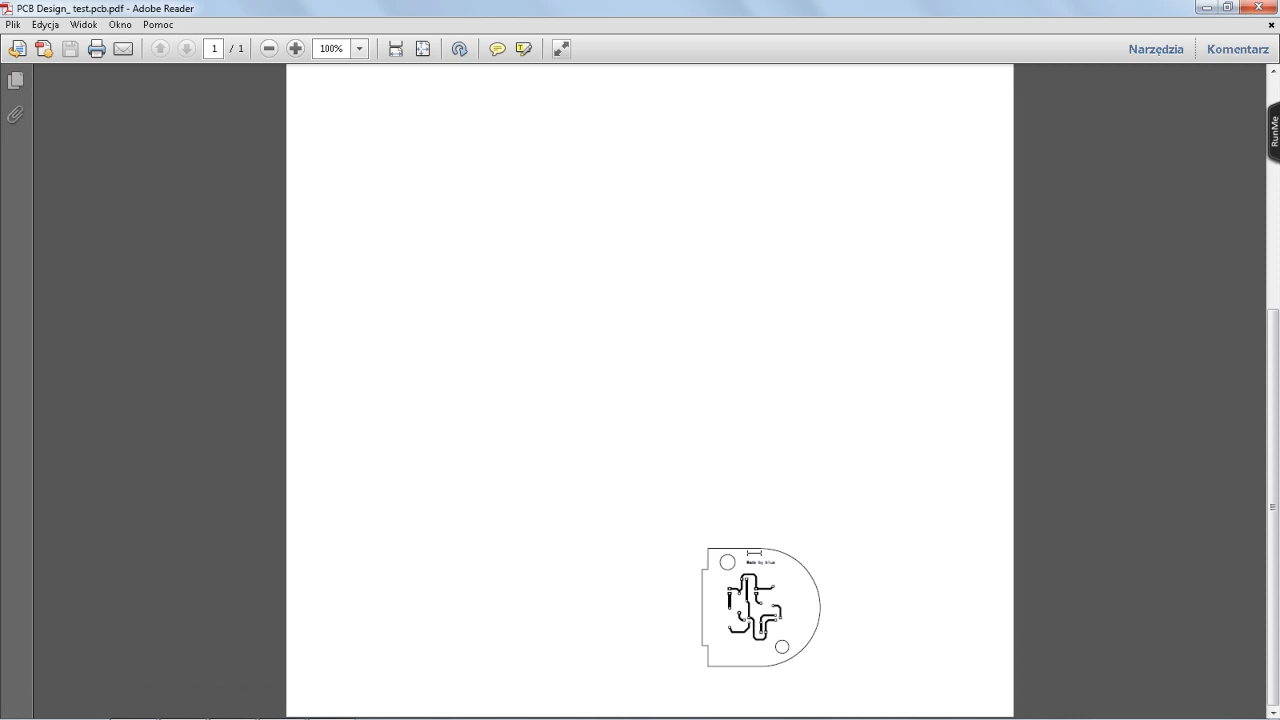 PCB Design_ test.pcb.pdf - Adobe Reader
Plik Edycja Widok Okno Pomoc
1 / 1 100% Narzędzia Komentarz
RunMe
Made by blue